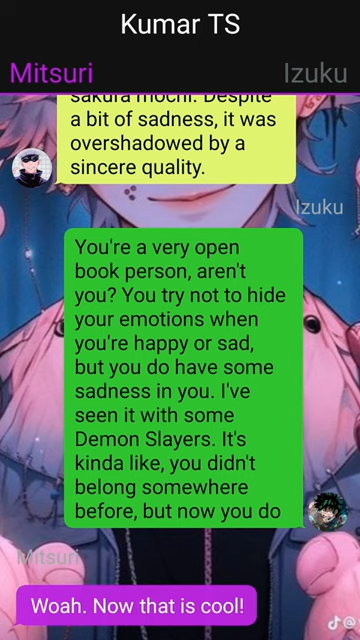 Kumar TS
Mitsuri
Izuku
sakura mochi. Despite
a bit of sadness, it was
overshadowed by a
sincere quality.
Izuku
You're a very open
book person, aren't
you? You try not to hide
your emotions when
you're happy or sad,
but you do have some
sadness in you. I've
seen it with some
Demon Slayers. It's
kinda like, you didn't
belong somewhere
before, but now you do
Mitsuri
Woah. Now that is cool!
@